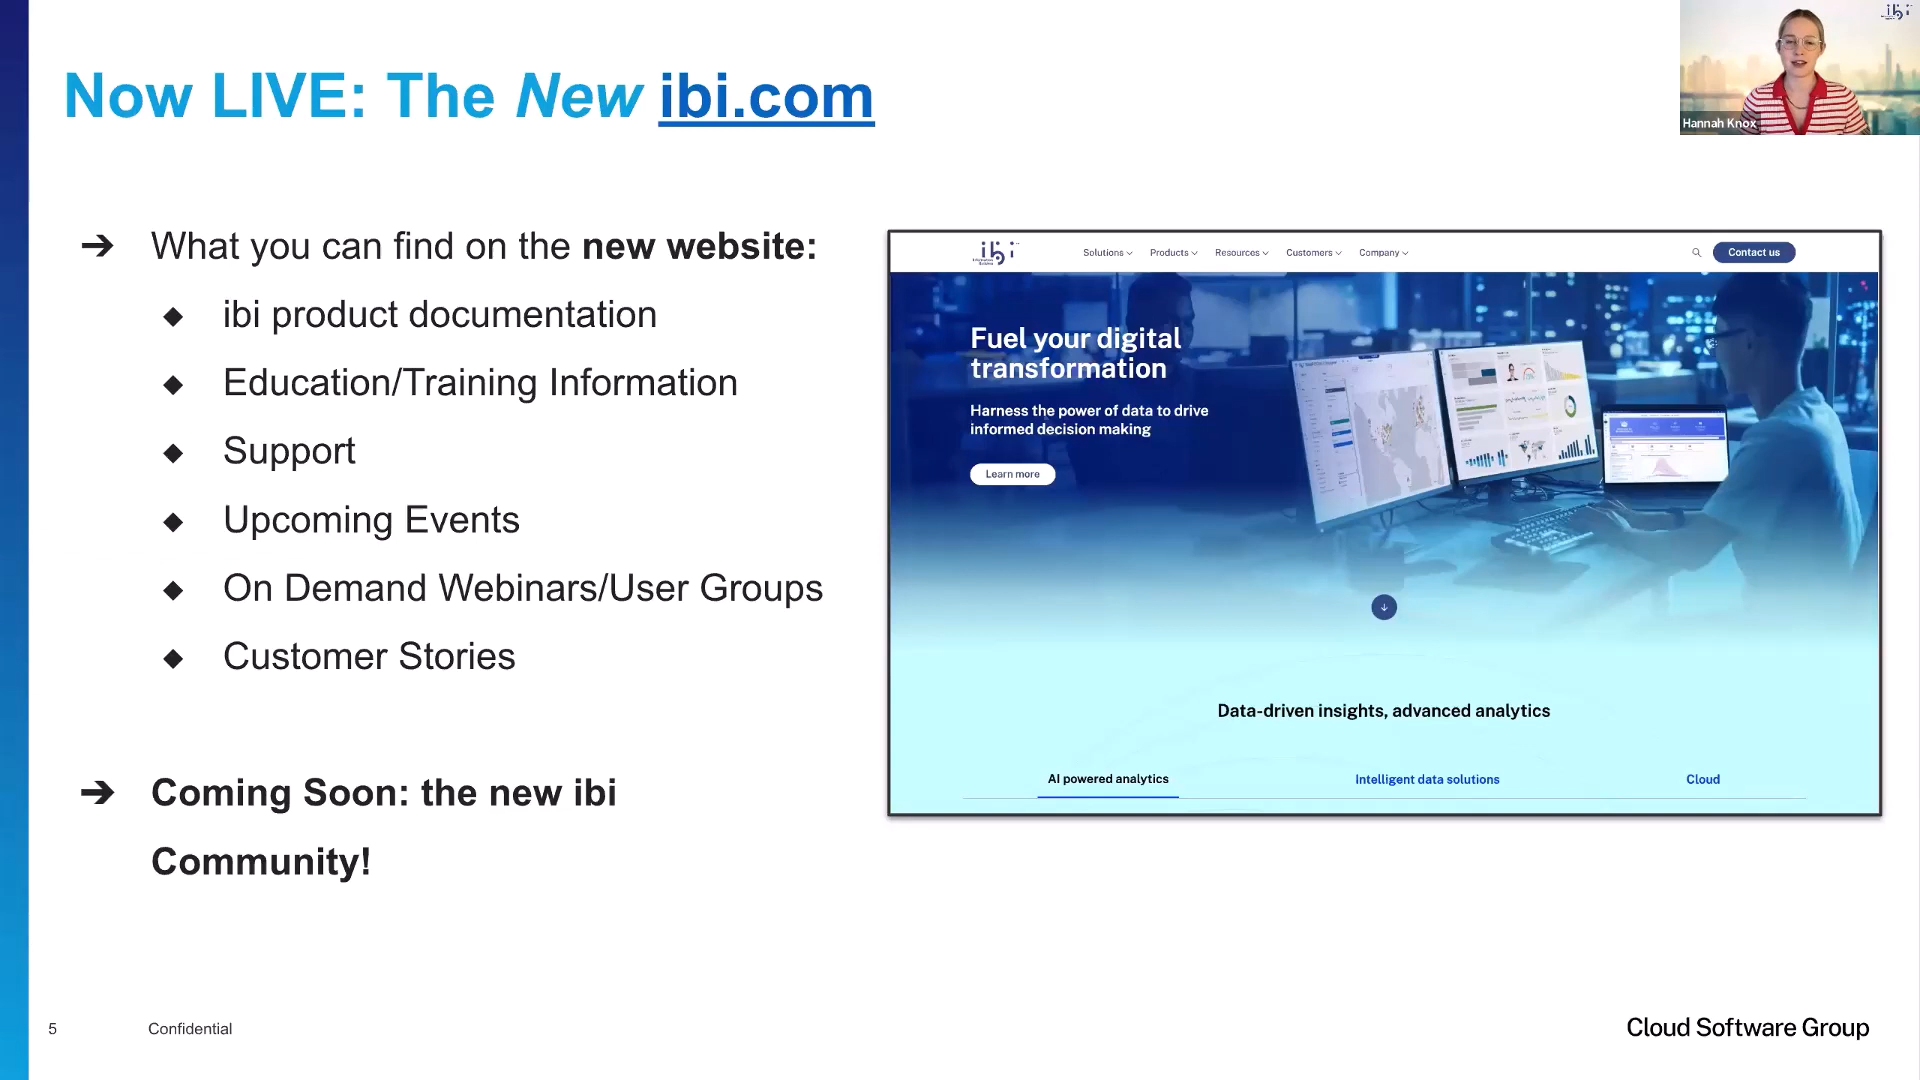 Now LIVE: The New ibi.com
ibi
Hannah Knox
➔ What you can find on the new website:
◆ ibi product documentation
◆ Education/Training Information
◆ Support
◆ Upcoming Events
◆ On Demand Webinars/User Groups
◆ Customer Stories
➔ Coming Soon: the new ibi
Community!
ibi
Solutions Products Resources Customers Company Contact us
Fuel your digital
transformation
Harness the power of data to drive
informed decision making
Learn more
Data-driven insights, advanced analytics
AI powered analytics Intelligent data solutions Cloud
5 Confidential Cloud Software Group